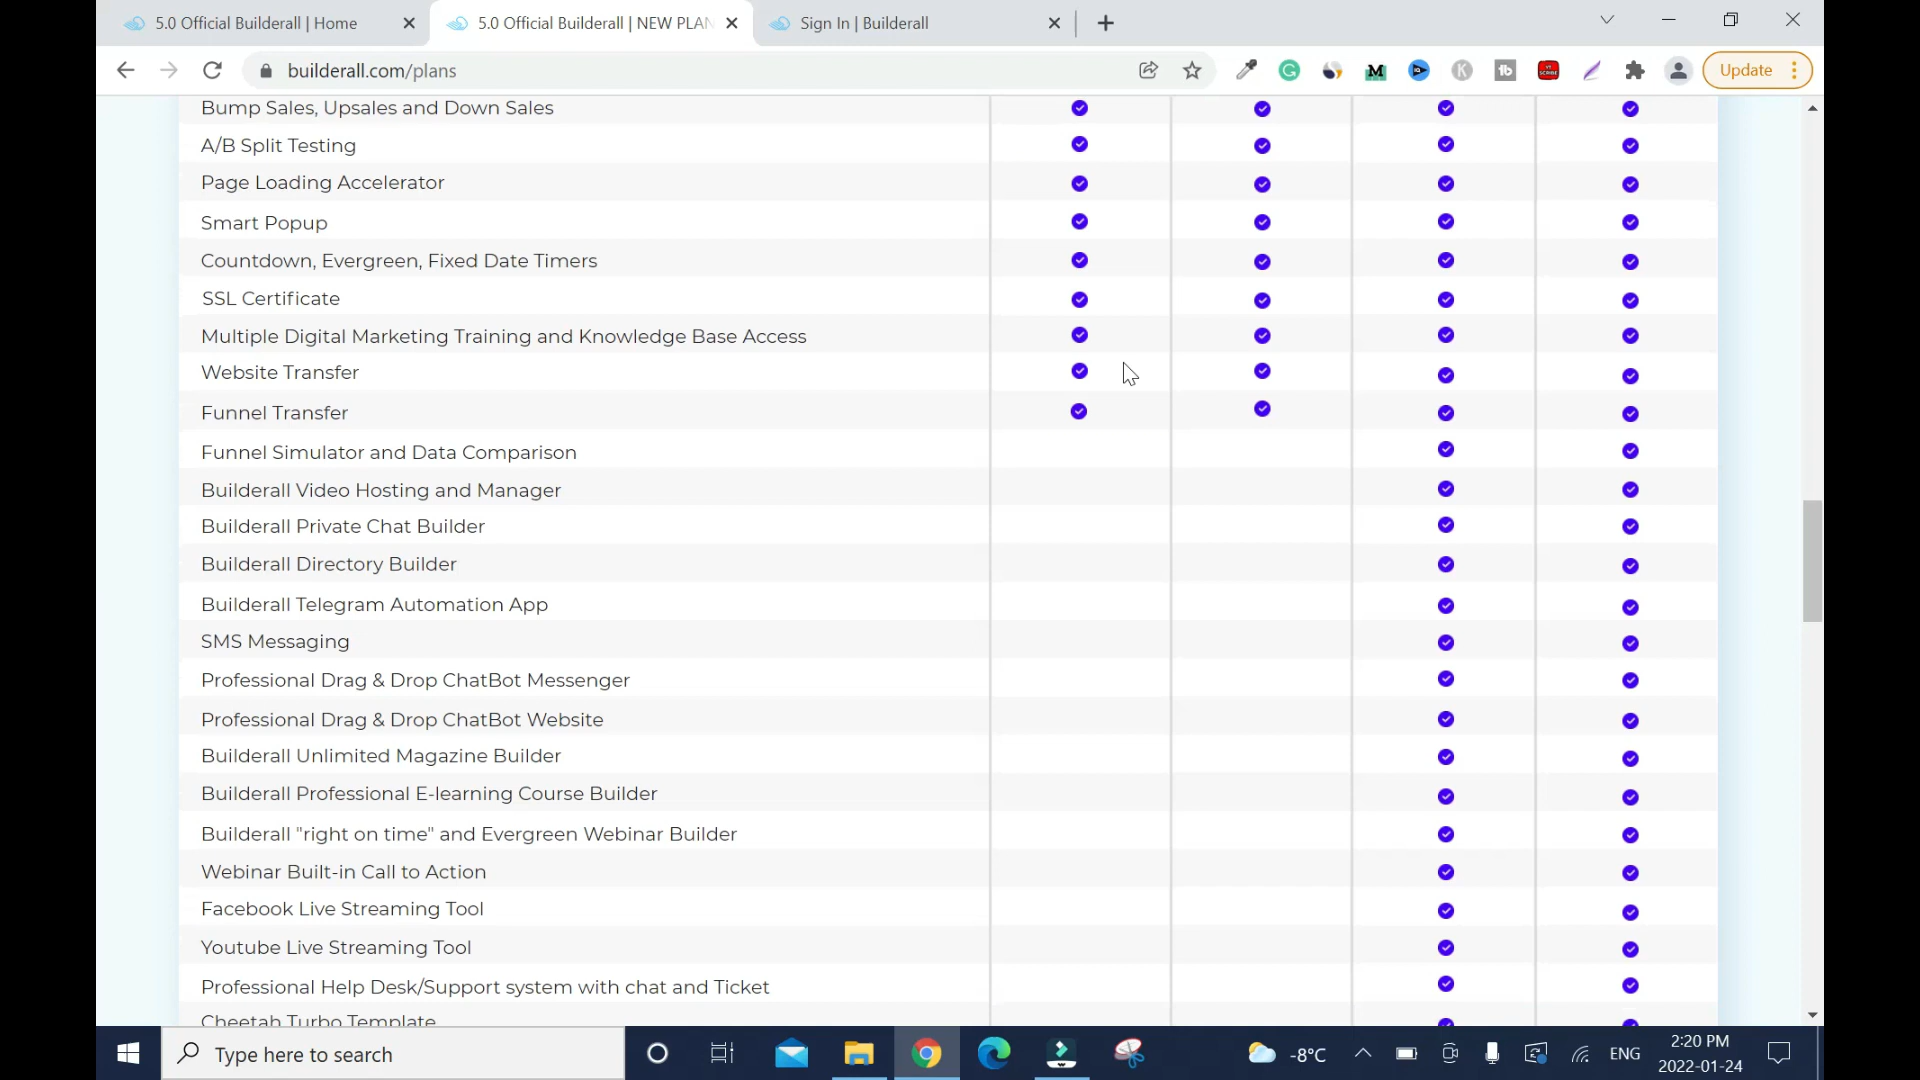 5.0 Official Builderall | Home
5.0 Official Builderall | NEW PLAN
Sign In | Builderall
builderall.com/plans
Update
Bump Sales, Upsales and Down Sales
A/B Split Testing
Page Loading Accelerator
Smart Popup
Countdown, Evergreen, Fixed Date Timers
SSL Certificate
Multiple Digital Marketing Training and Knowledge Base Access
Website Transfer
Funnel Transfer
Funnel Simulator and Data Comparison
Builderall Video Hosting and Manager
Builderall Private Chat Builder
Builderall Directory Builder
Builderall Telegram Automation App
SMS Messaging
Professional Drag & Drop ChatBot Messenger
Professional Drag & Drop ChatBot Website
Builderall Unlimited Magazine Builder
Builderall Professional E-learning Course Builder
Builderall "right on time" and Evergreen Webinar Builder
Webinar Built-in Call to Action
Facebook Live Streaming Tool
Youtube Live Streaming Tool
Professional Help Desk/Support system with chat and Ticket
Cheetah Turbo Template
Type here to search
-8°C
ENG
2:20 PM
2022-01-24